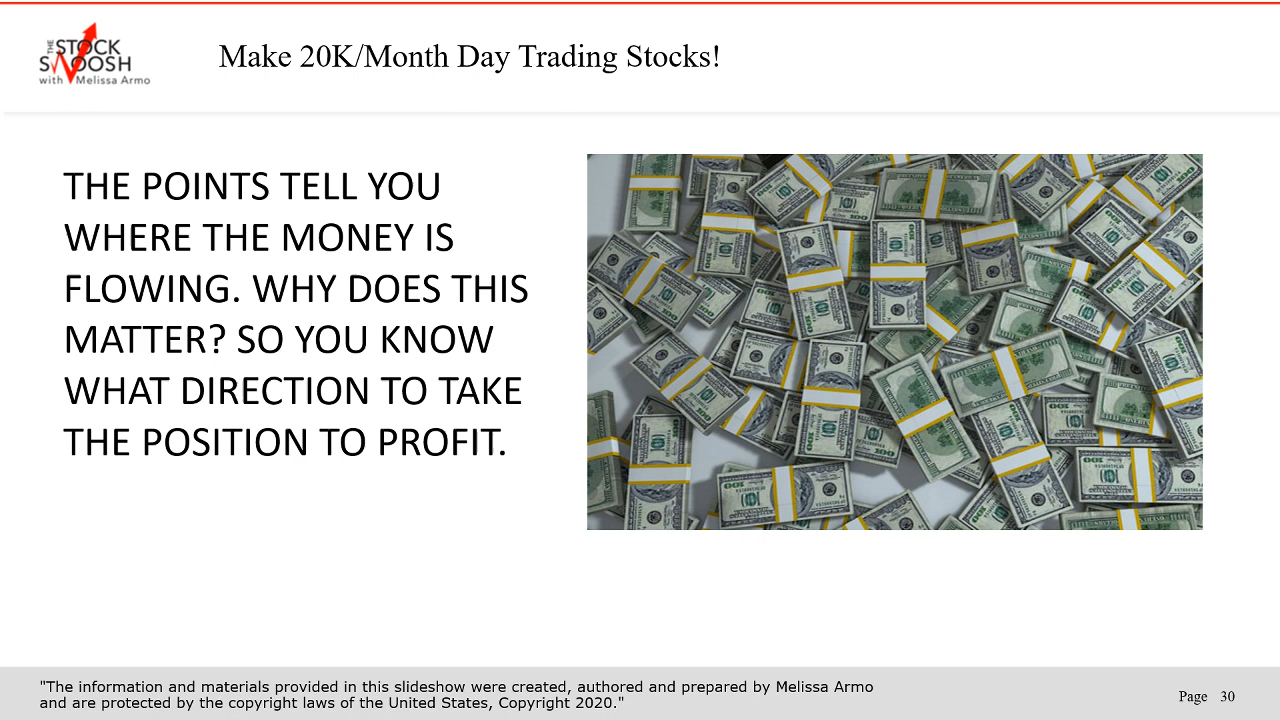 THE
STOCK
SWOOSH
with Melissa Armo
Make 20K/Month Day Trading Stocks!
THE POINTS TELL YOU
WHERE THE MONEY IS
FLOWING. WHY DOES THIS
MATTER? SO YOU KNOW
WHAT DIRECTION TO TAKE
THE POSITION TO PROFIT.
"The information and materials provided in this slideshow were created, authored and prepared by Melissa Armo
and are protected by the copyright laws of the United States, Copyright 2020."
Page 30